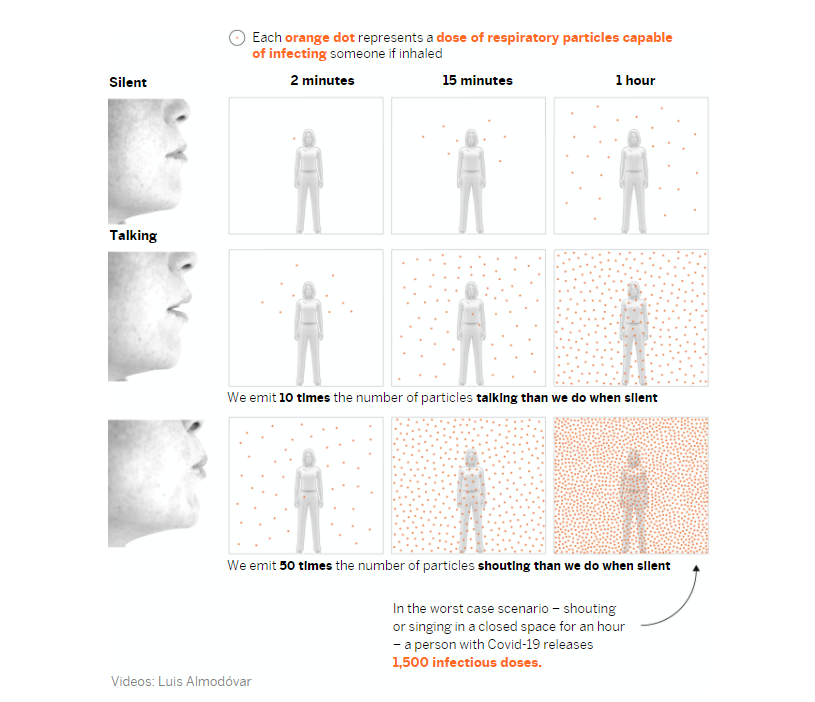 Each orange dot represents a dose of respiratory particles capable
of infecting someone if inhaled
Silent
2 minutes
15 minutes
1 hour
Talking
We emit 10 times the number of particles talking than we do when silent
We emit 50 times the number of particles shouting than we do when silent
In the worst case scenario – shouting
or singing in a closed space for an hour
– a person with Covid-19 releases
1,500 infectious doses.
Videos: Luis Almodóvar